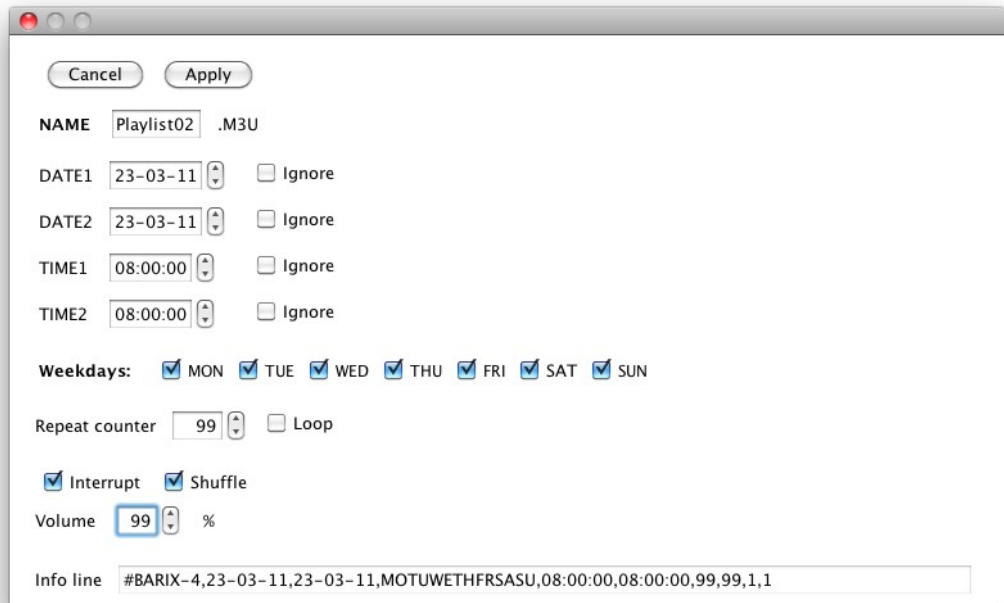 Cancel Apply
NAME Playlist02 .M3U
DATE1 23-03-11 Ignore
DATE2 23-03-11 Ignore
TIME1 08:00:00 Ignore
TIME2 08:00:00 Ignore
Weekdays: MON TUE WED THU FRI SAT SUN
Repeat counter 99 Loop
Interrupt Shuffle
Volume 99 %
Info line #BARIX-4,23-03-11,23-03-11,MOTUWETHFRSASU,08:00:00,08:00:00,99,99,1,1